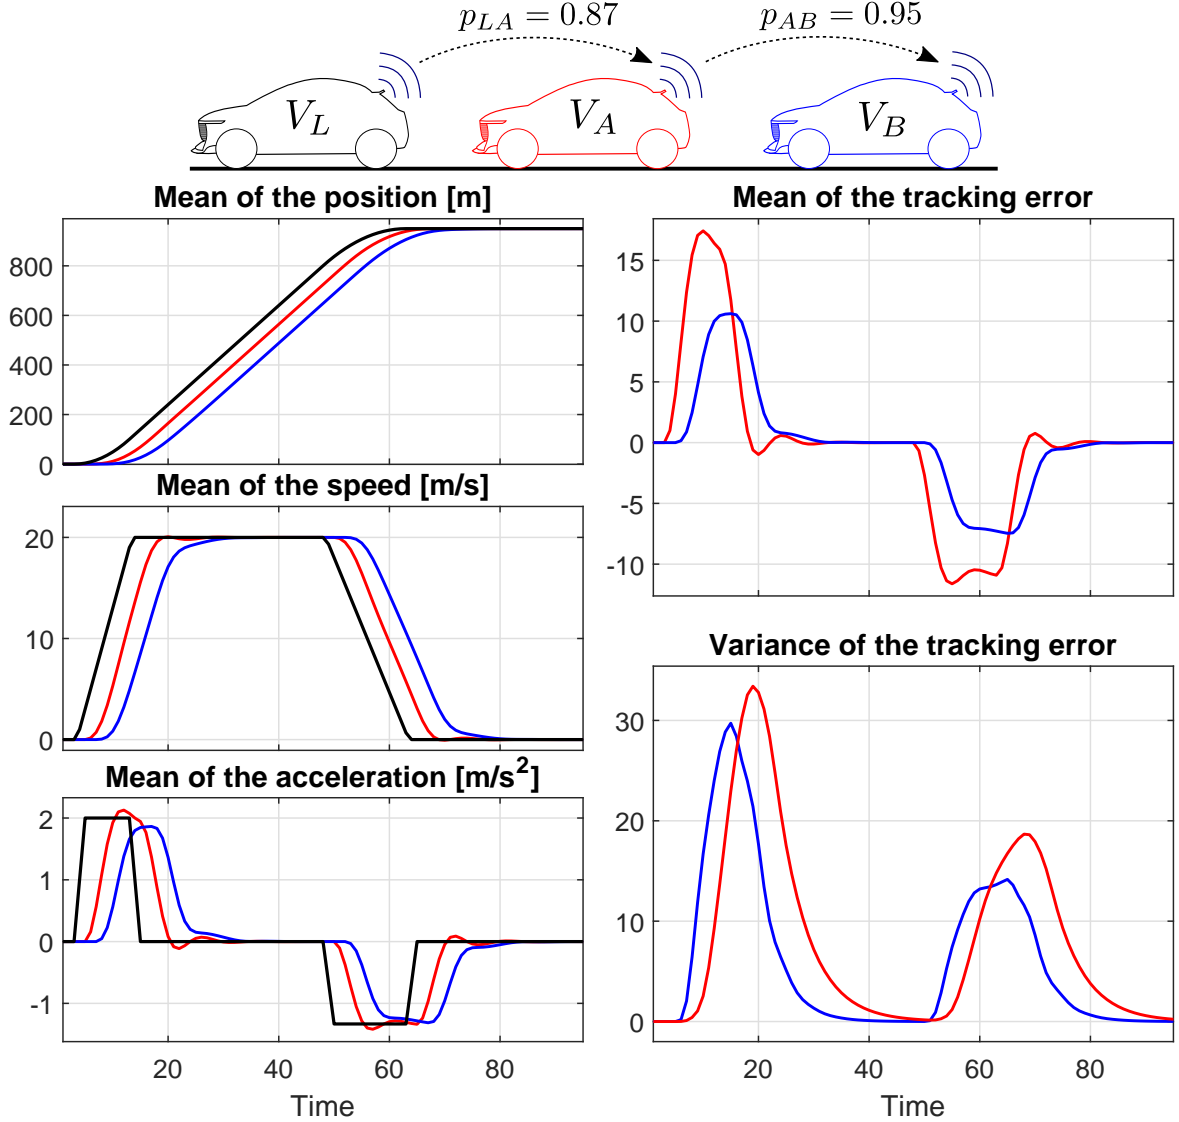 p_{LA} = 0.87
p_{AB} = 0.95
V_L
V_A
V_B
Mean of the position [m]
800
600
400
200
0
Mean of the speed [m/s]
20
10
0
Mean of the acceleration [m/s²]
2
1
0
-1
20
40
60
80
Time
Mean of the tracking error
15
10
5
0
-5
-10
Variance of the tracking error
30
20
10
0
20
40
60
80
Time